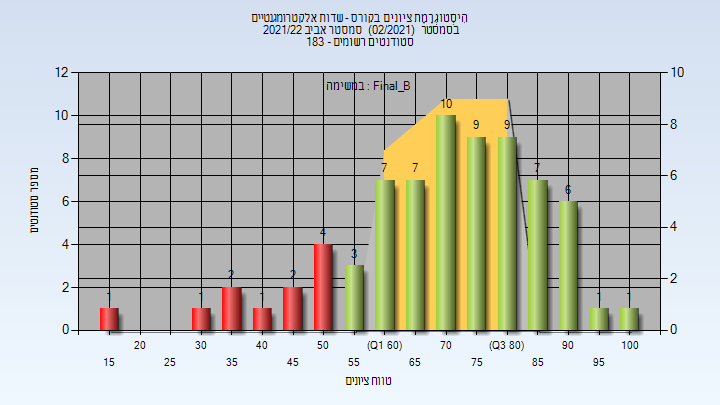 הִיסְטוֹגְרָמַת ציונים בקורס - שדות אלקטרומגנטיים
בסמסטר (02/2021) סמסטר אביב 2021/22
סטודנטים רשומים - 183
במשימה : Final_B
מספר סטודנטים
12 10 8 6 4 2 0
10 8 6 4 2 0
1 1 2 1 2 4 3 7 7 10 9 9 7 6 1 1
20 30 40 50 (Q1 60) 70 (Q3 80) 90 100
15 25 35 45 55 65 75 85 95
טווח ציונים